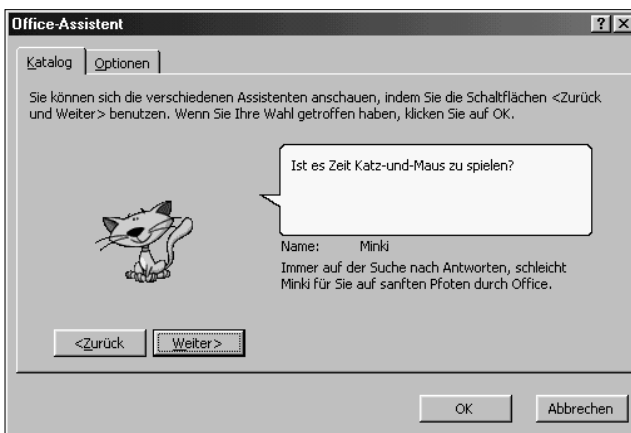 Office-Assistent
Katalog Optionen
Sie können sich die verschiedenen Assistenten anschauen, indem Sie die Schaltflächen <Zurück
und Weiter> benutzen. Wenn Sie Ihre Wahl getroffen haben, klicken Sie auf OK.
Ist es Zeit Katz-und-Maus zu spielen?
Name: Minki
Immer auf der Suche nach Antworten, schleicht
Minki für Sie auf sanften Pfoten durch Office.
<Zurück Weiter>
OK Abbrechen